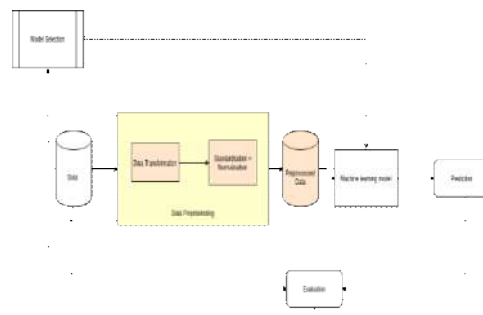 Model Selection
Data
Data Transformation
Standardisation +
Normalisation
Data Preprocessing
Preprocessed
Data
Machine learning model
Prediction
Evaluation